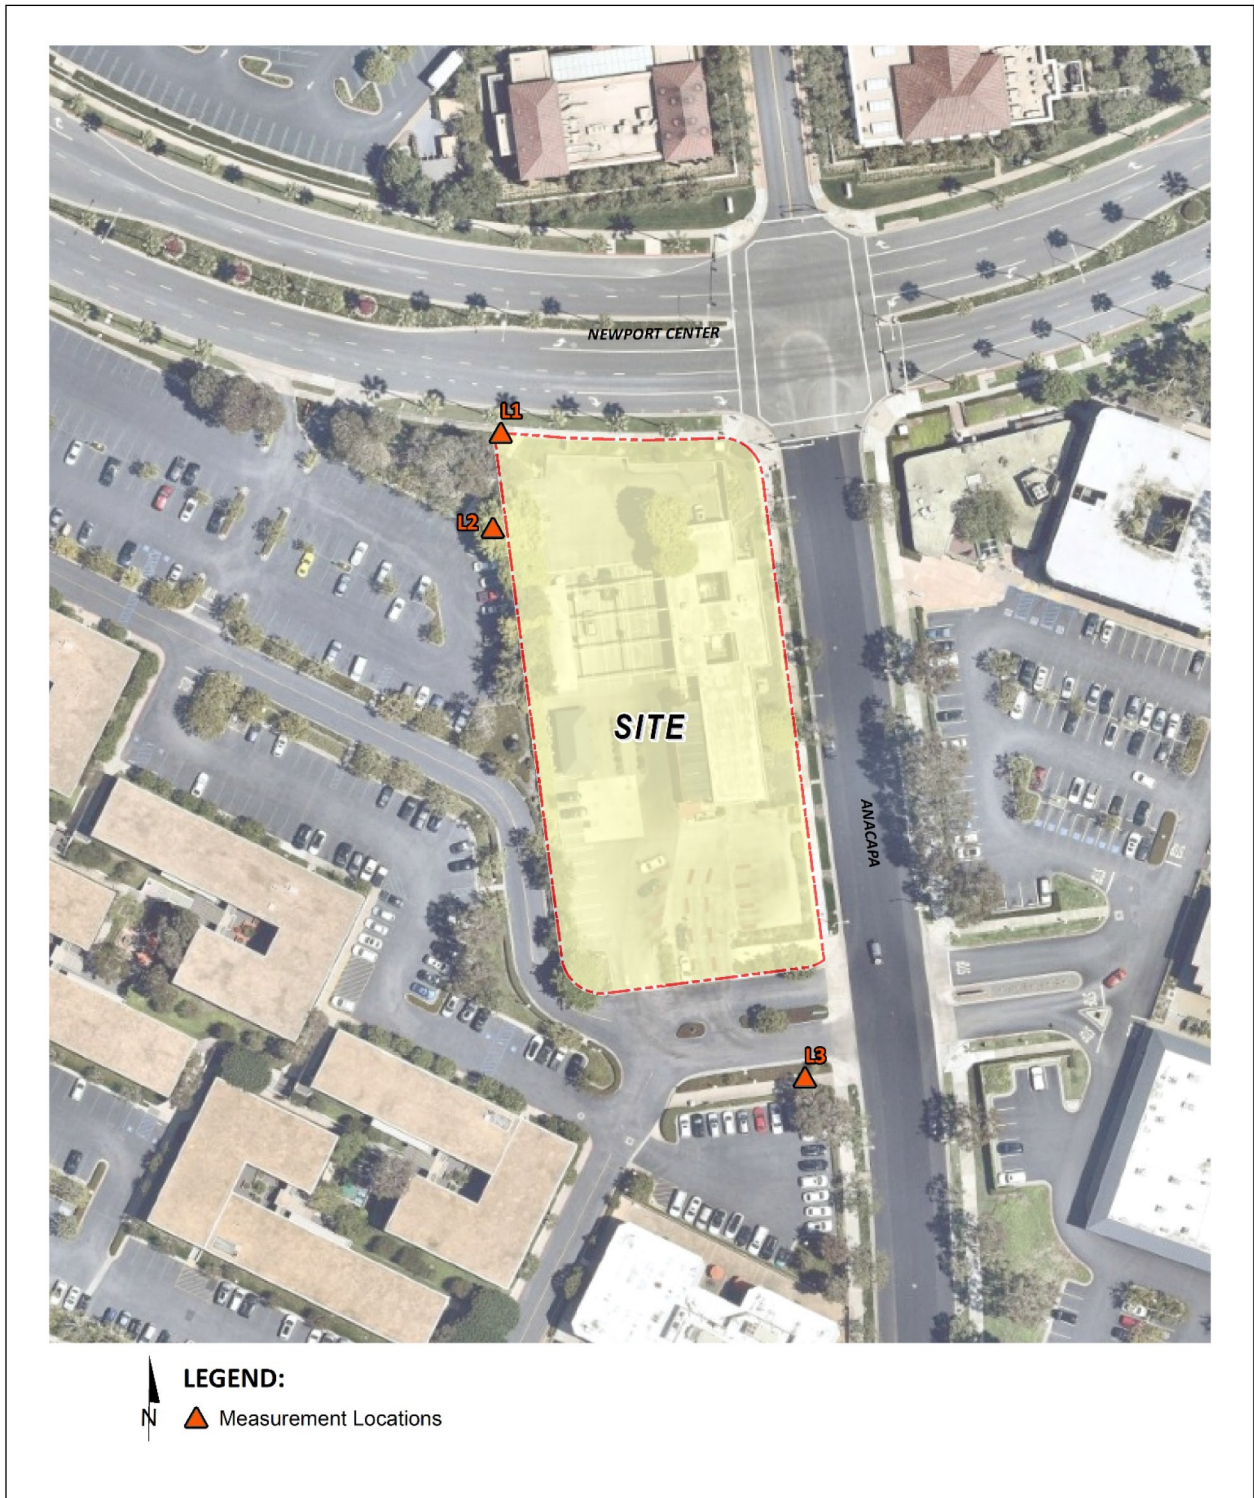 NEWPORT CENTER
L1
L2
SITE
ANACAPA
L3
LEGEND:
N
Measurement Locations